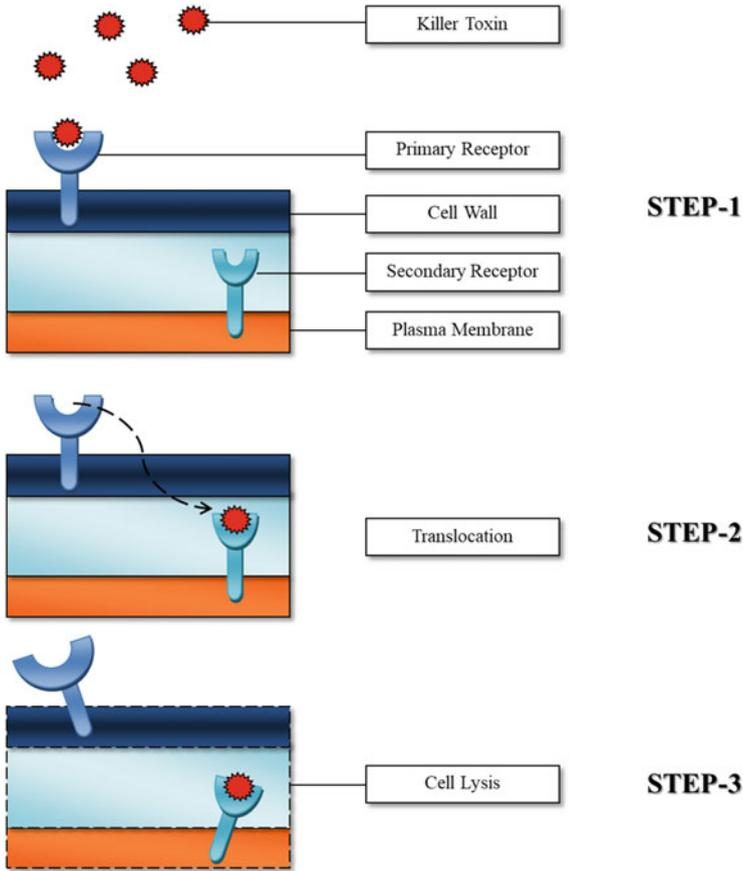 Killer Toxin
Primary Receptor
Cell Wall
STEP-1
Secondary Receptor
Plasma Membrane
Translocation
STEP-2
Cell Lysis
STEP-3